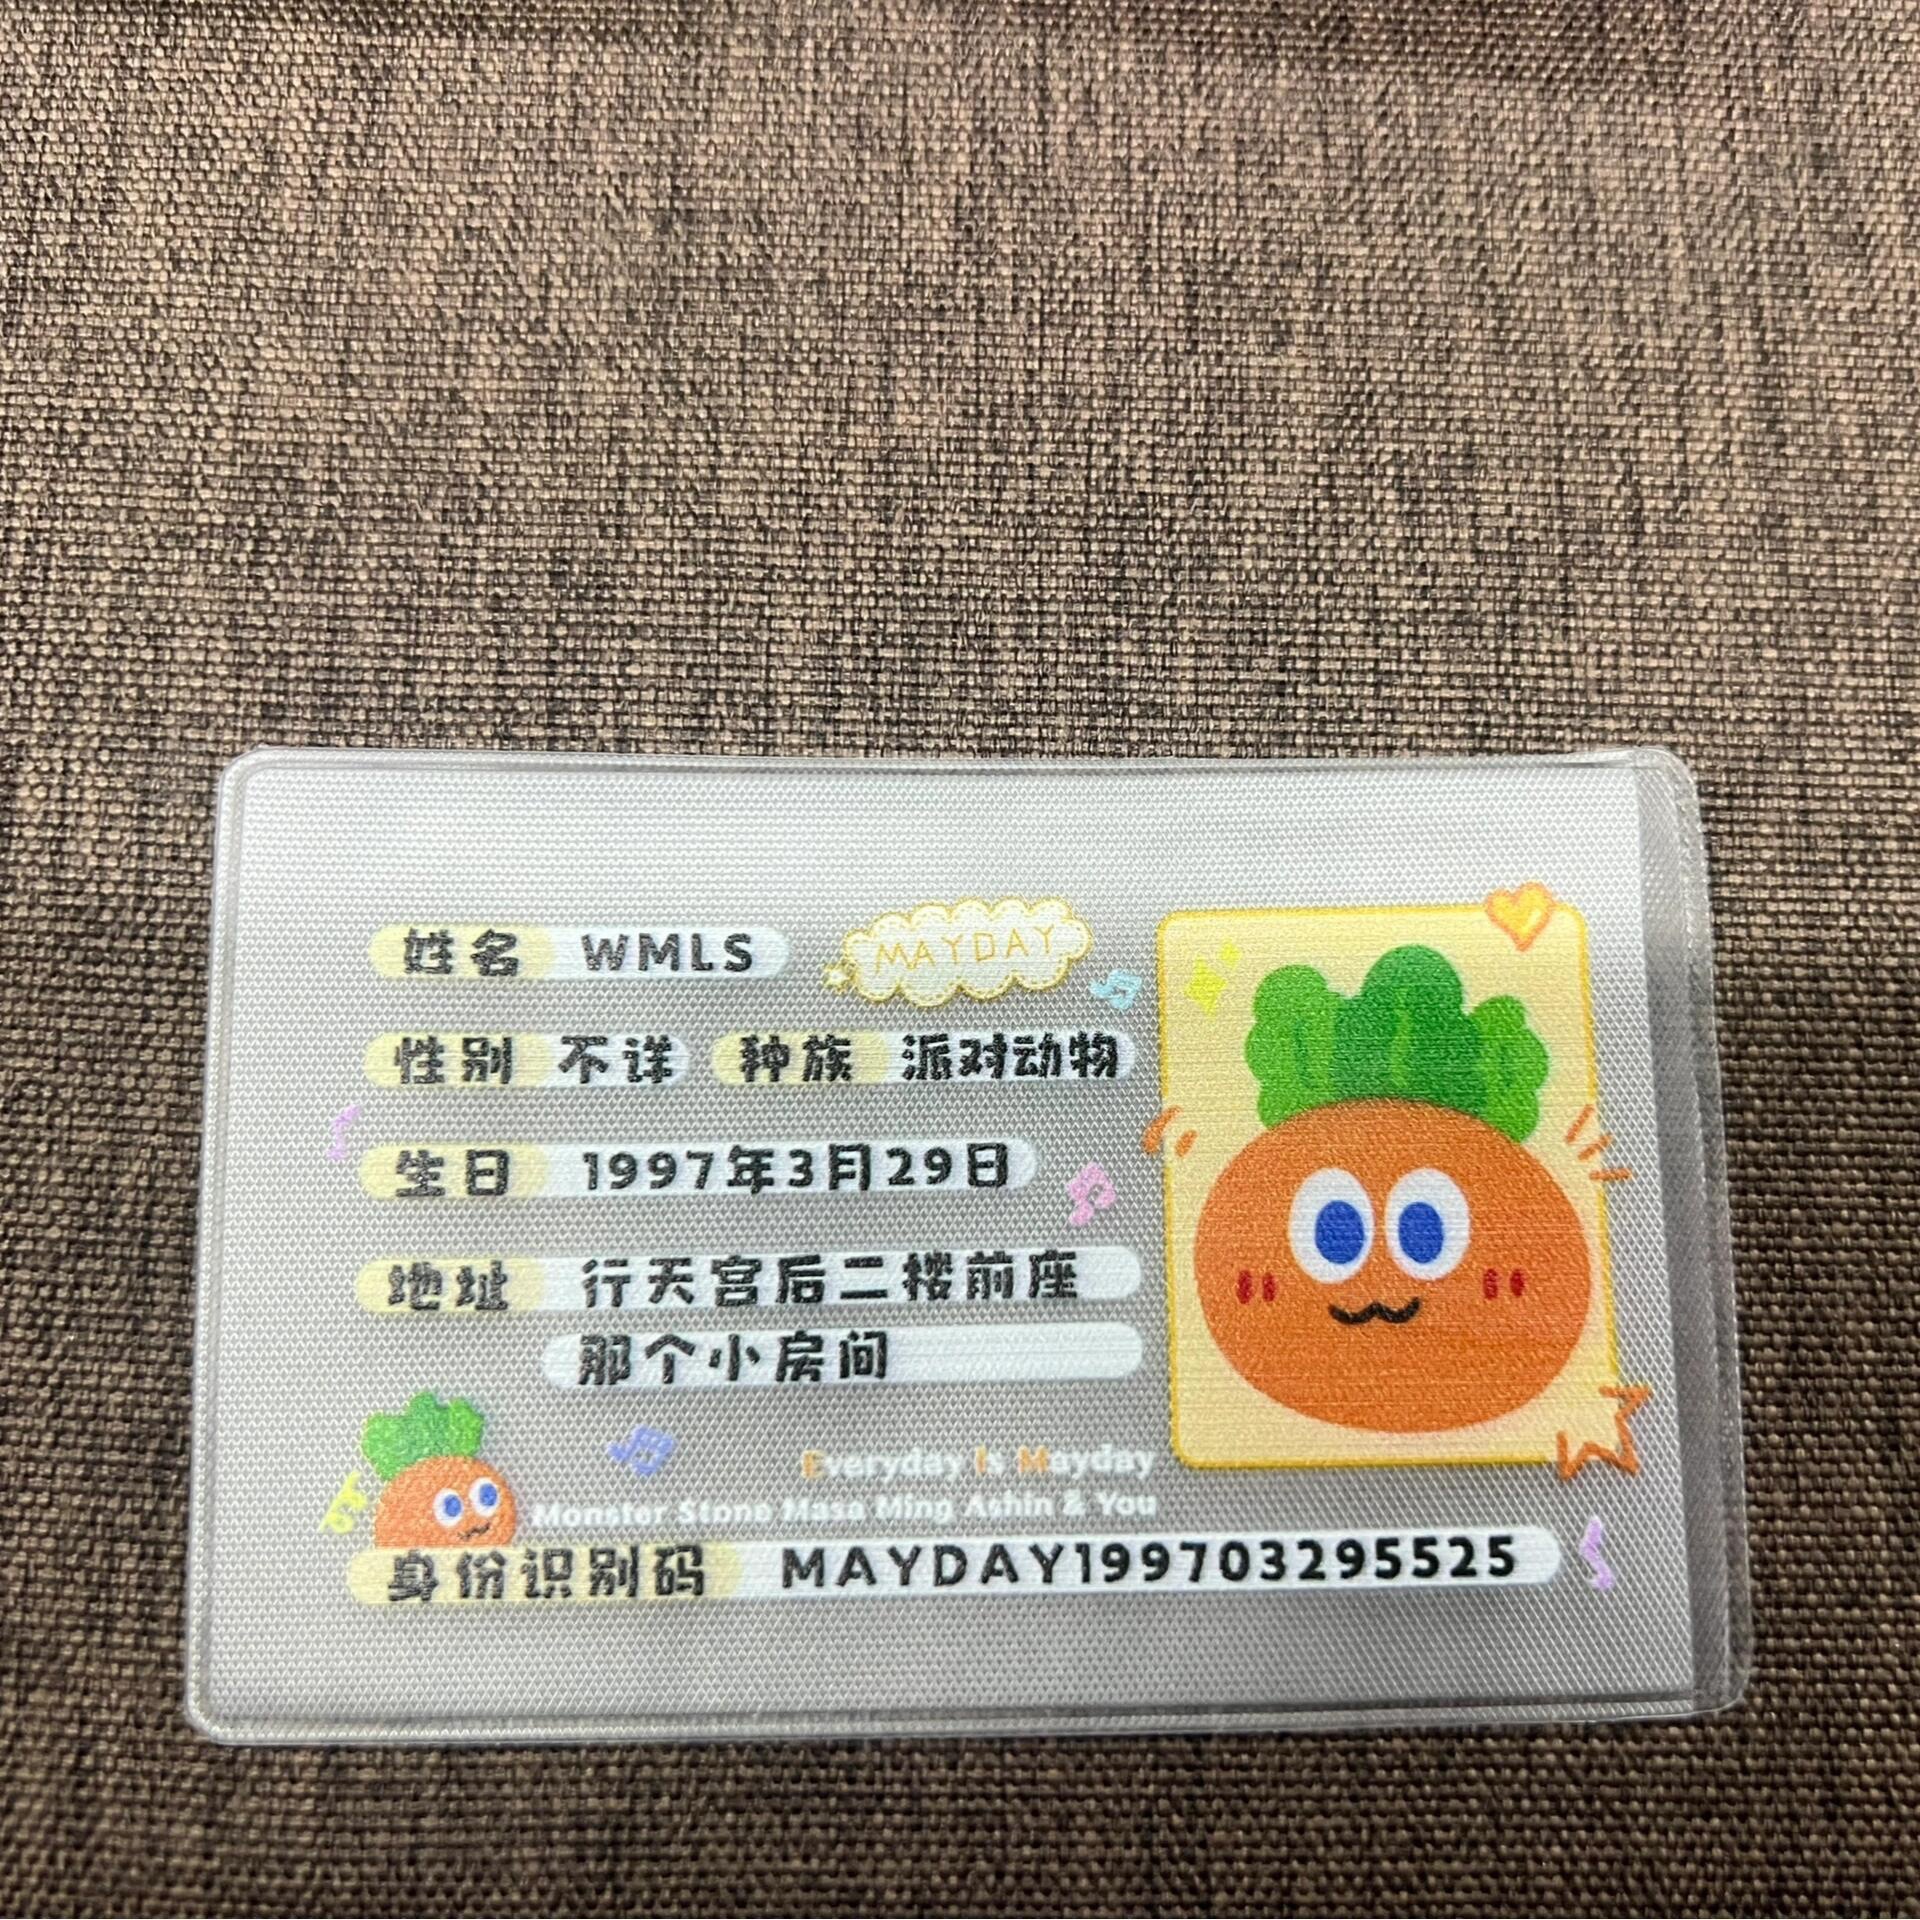 姓名 WMLS
MAYDAY
性别 不详 种族 派对动物
生日 1997年3月29日
地址 行天宫后二楼前座
那个小房间
Everyday Is Mayday
Monster Stone Masa Ming Ashin & You
身份识别码 MAYDAY199703295525